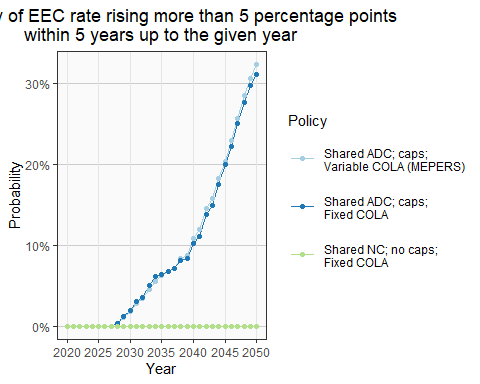 of EEC rate rising more than 5 percentage points
within 5 years up to the given year
30%
20%
10%
0%
Probability
2020 2025 2030 2035 2040 2045 2050
Year
Policy
Shared ADC; caps;
Variable COLA (MEPERS)
Shared ADC; caps;
Fixed COLA
Shared NC; no caps;
Fixed COLA